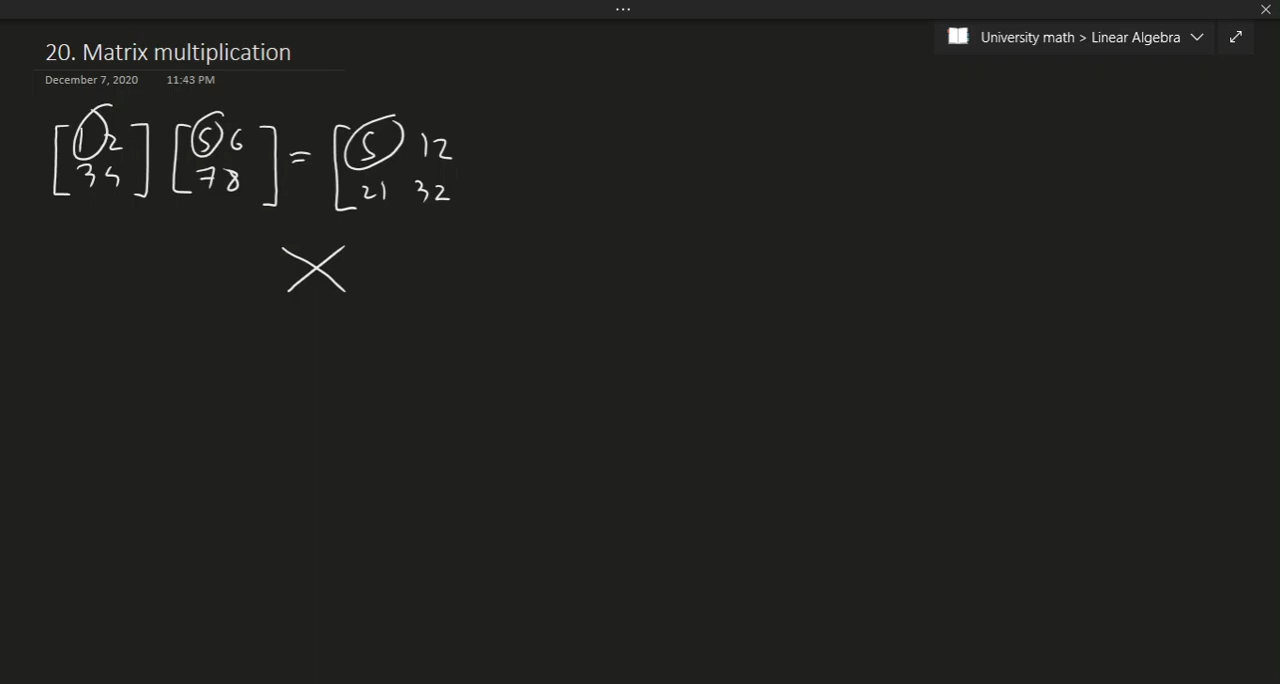 ...
University math > Linear Algebra
20. Matrix multiplication
December 7, 2020 11:43 PM
[1 2] [5 6] = [5 12
[3 4] [7 8] [21 32
X